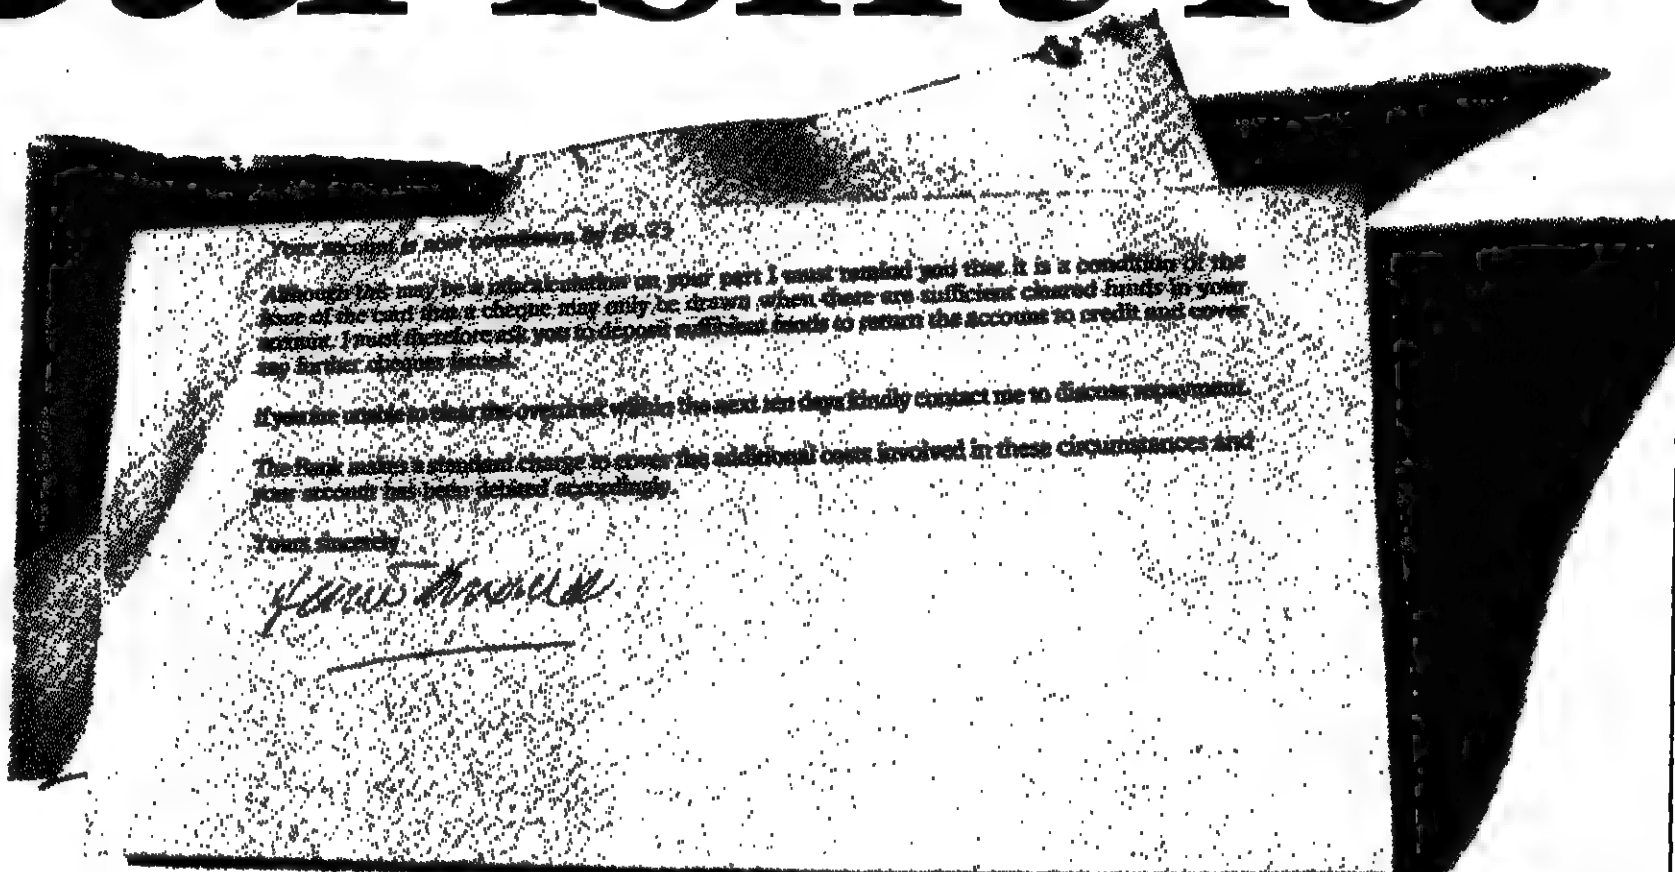 Your account is now overdrawn by £0.23
Although this may be a miscalculation on your part I must remind you that it is a condition of the
issue of the card that a cheque may only be drawn when there are sufficient cleared funds in your
account. I must therefore ask you to deposit sufficient funds to return the account to credit and cover
any further cheques issued.
If you are unable to clear the overdraft within the next ten days kindly contact me to discuss repayment.
The Bank makes a standard charge to cover the additional costs involved in these circumstances and
your account has been debited accordingly.
Yours sincerely